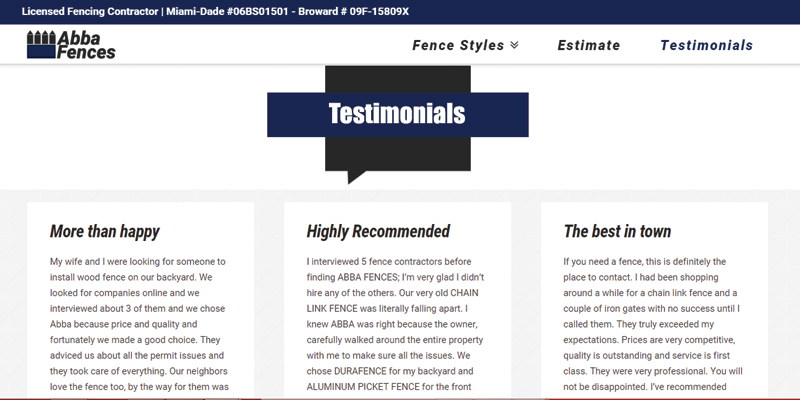 Licensed Fencing Contractor | Miami-Dade #06BS01501 - Broward # 09F-15809X
Abba
Fences
Fence Styles
Estimate
Testimonials
Testimonials
More than happy
My wife and I were looking for someone to
install wood fence on our backyard. We
looked for companies online and we
interviewed about 3 of them and we chose
Abba because price and quality and
fortunately we made a good choice. They
adviced us about all the permit issues and
they took care of everything. Our neighbors
love the fence too, by the way for them was
Highly Recommended
I interviewed 5 fence contractors before
finding ABBA FENCES; I'm very glad I didn't
hire any of the others. Our very old CHAIN
LINK FENCE was literally falling apart. I
knew ABBA was right because the owner,
carefully walked around the entire property
with me to make sure all the issues. We
chose DURAFENCE for my backyard and
ALUMINUM PICKET FENCE for the front
The best in town
If you need a fence, this is definitely the
place to contact. I had been shopping
around a while for a chain link fence and a
couple of iron gates with no success until I
called them. They truly exceeded my
expectations. Prices are very competitive,
quality is outstanding and service is first
class. They were very professional. You will
not be disappointed. I've recommended